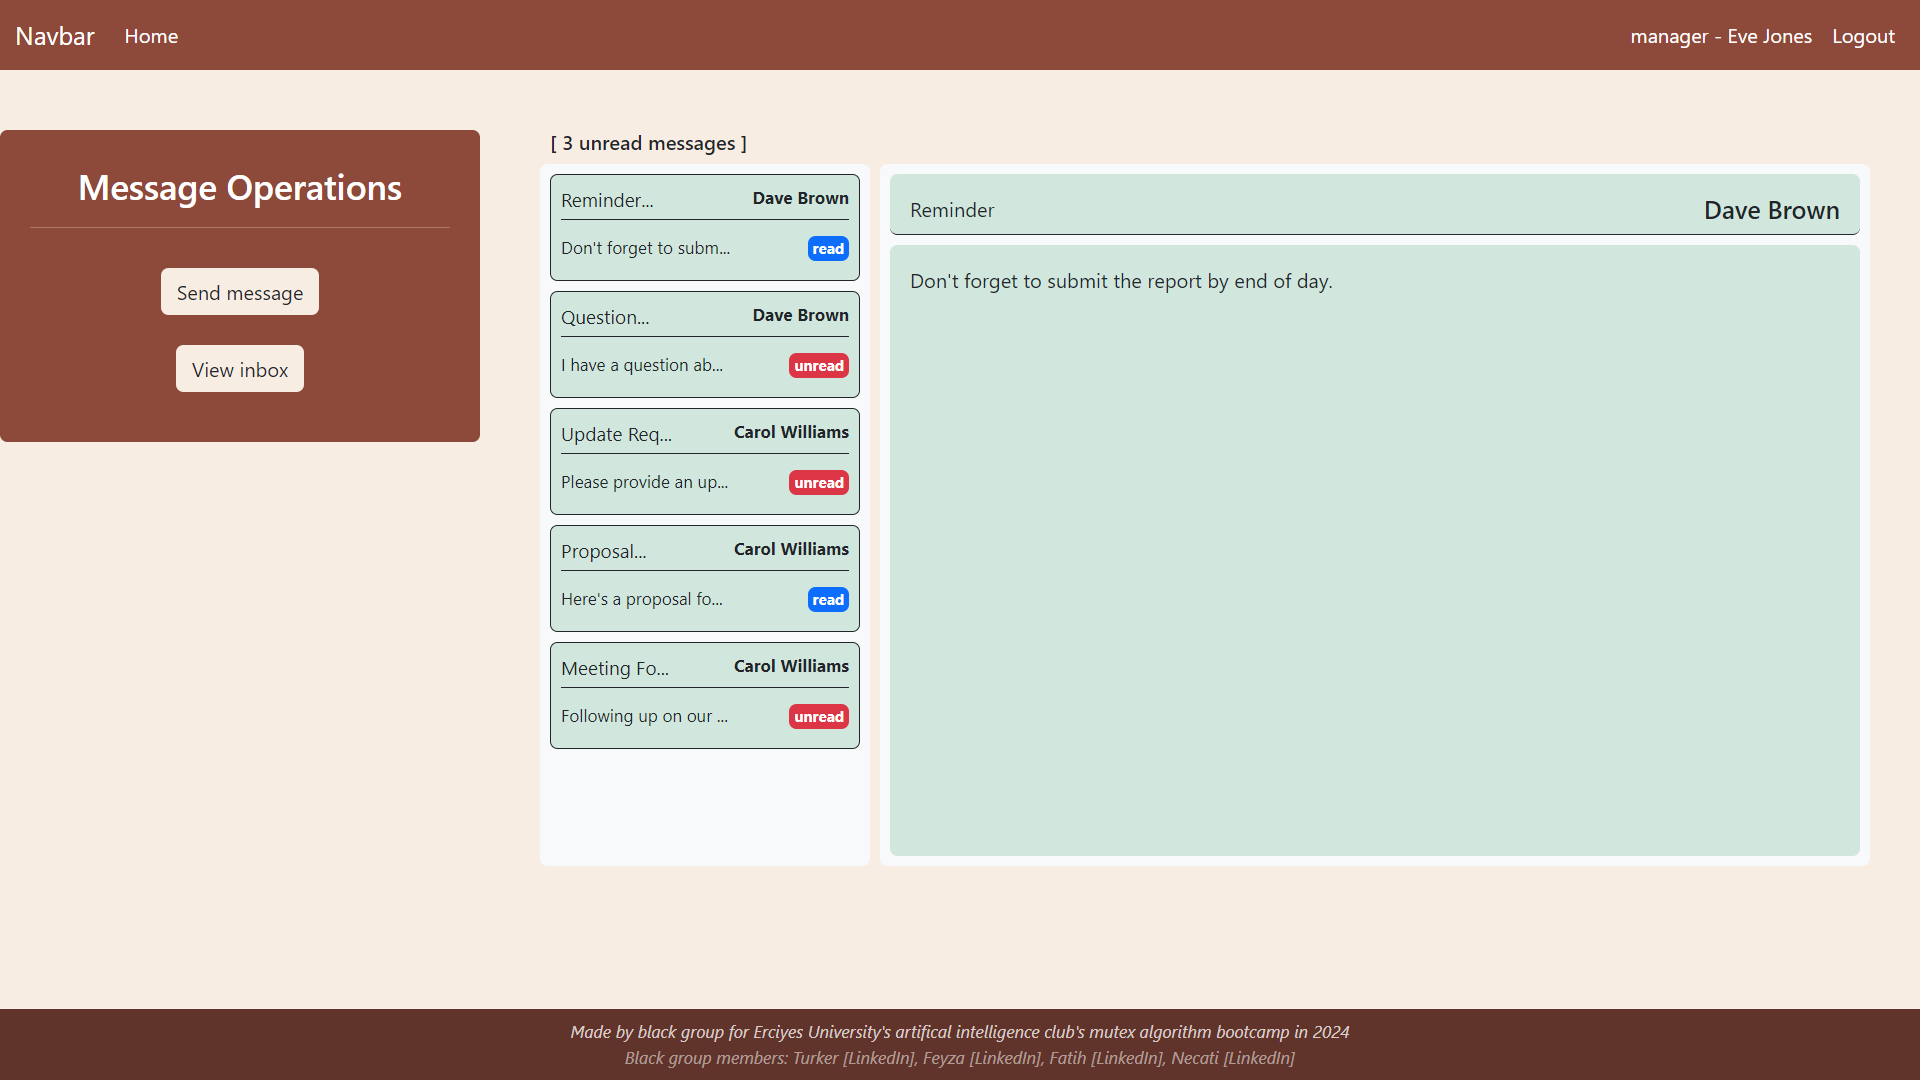 Navbar Home manager - Eve Jones Logout
Message Operations
Send message
View inbox
[ 3 unread messages ]
Reminder... Dave Brown
Don't forget to subm... read
Question... Dave Brown
I have a question ab... unread
Update Req... Carol Williams
Please provide an up... unread
Proposal... Carol Williams
Here's a proposal fo... read
Meeting Fo... Carol Williams
Following up on our ... unread
Reminder Dave Brown
Don't forget to submit the report by end of day.
Made by black group for Erciyes University's artifical intelligence club's mutex algorithm bootcamp in 2024
Black group members: Turker [LinkedIn], Feyza [LinkedIn], Fatih [LinkedIn], Necati [LinkedIn]